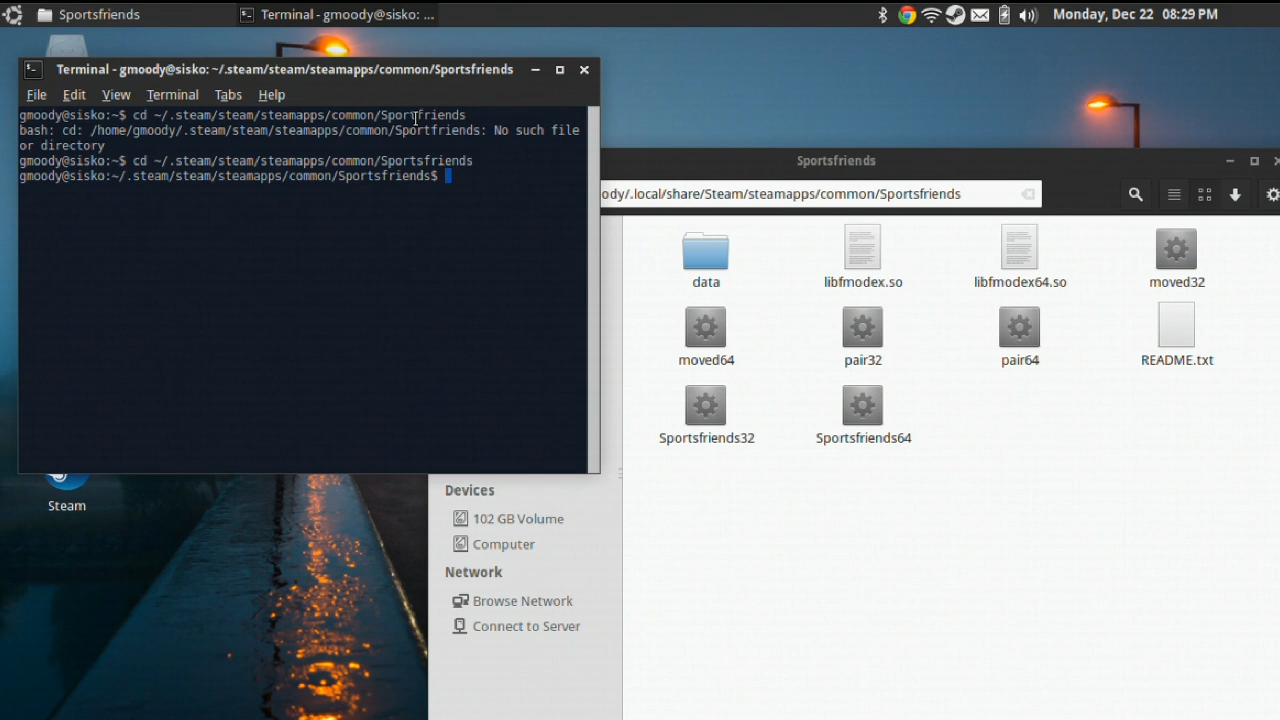 Sportsfriends
Terminal - gmoody@sisko: ...
Monday, Dec 22 08:29 PM
Terminal - gmoody@sisko: ~/.steam/steam/steamapps/common/Sportsfriends
File Edit View Terminal Tabs Help
gmoody@sisko:~$ cd ~/.steam/steam/steamapps/common/Sportfriends
bash: cd: /home/gmoody/.steam/steam/steamapps/common/Sportfriends: No such file
or directory
gmoody@sisko:~$ cd ~/.steam/steam/steamapps/common/Sportsfriends
gmoody@sisko:~/.steam/steam/steamapps/common/Sportsfriends$
Sportsfriends
ody/.local/share/Steam/steamapps/common/Sportsfriends
data
libfmodex.so
libfmodex64.so
moved32
moved64
pair32
pair64
README.txt
Sportsfriends32
Sportsfriends64
Steam
Devices
102 GB Volume
Computer
Network
Browse Network
Connect to Server